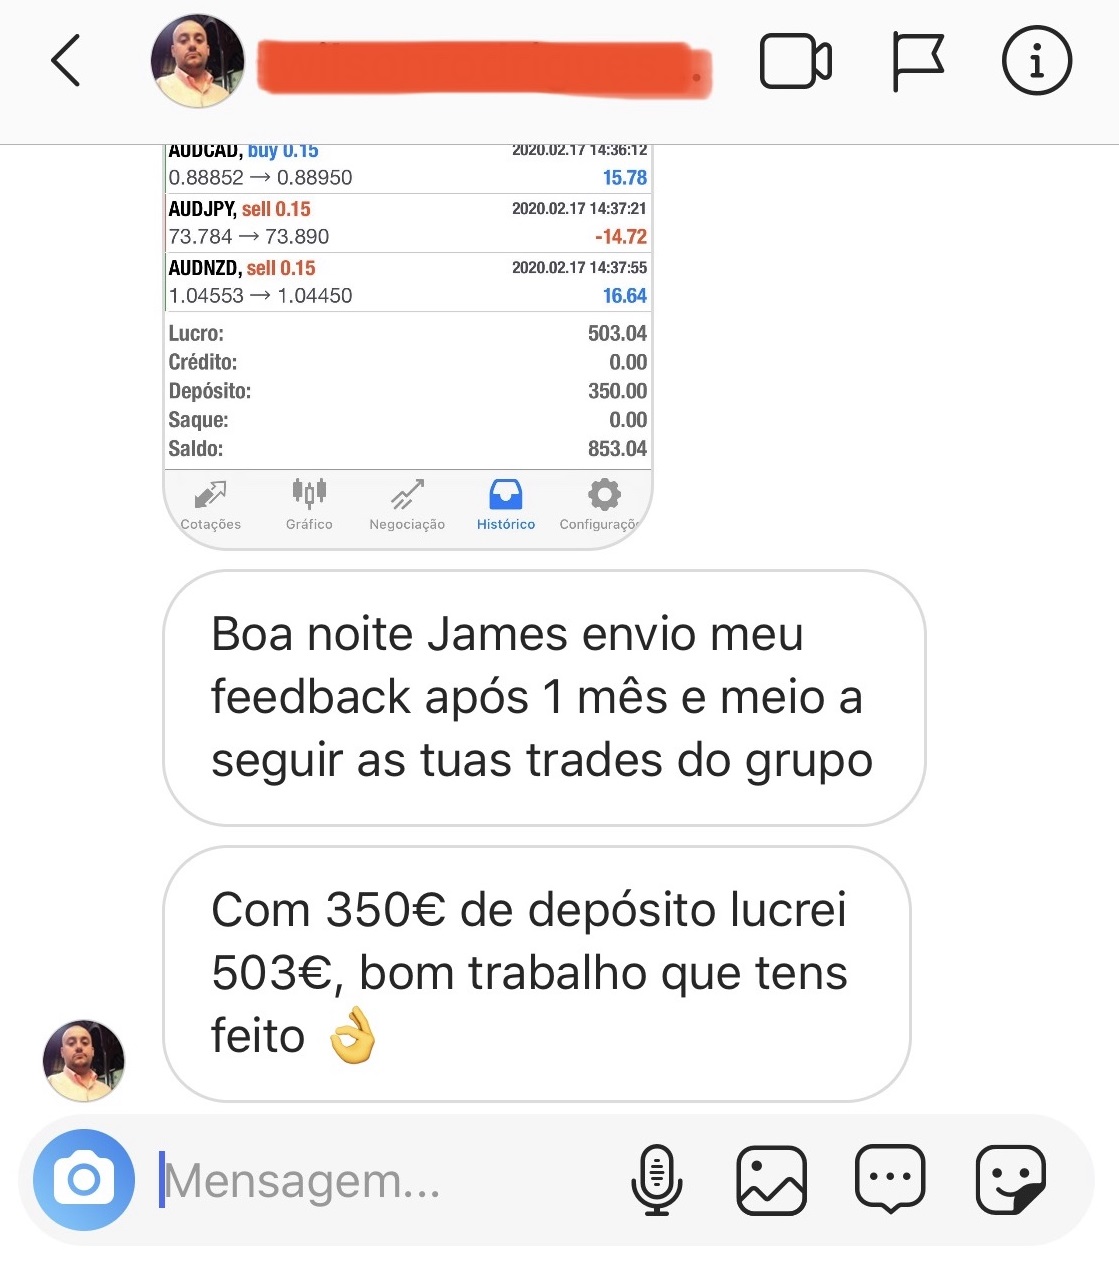 AUDCAD, buy 0.15 2020.02.17 14:36:12
0.88852 → 0.88950 15.78
AUDJPY, sell 0.15 2020.02.17 14:37:21
73.784 → 73.890 -14.72
AUDNZD, sell 0.15 2020.02.17 14:37:55
1.04553 → 1.04450 16.64
Lucro: 503.04
Crédito: 0.00
Depósito: 350.00
Saque: 0.00
Saldo: 853.04
Cotações Gráfico Negociação Histórico Configuraçõ
Boa noite James envio meu
feedback após 1 mês e meio a
seguir as tuas trades do grupo
Com 350€ de depósito lucrei
503€, bom trabalho que tens
feito 👌
Mensagem...